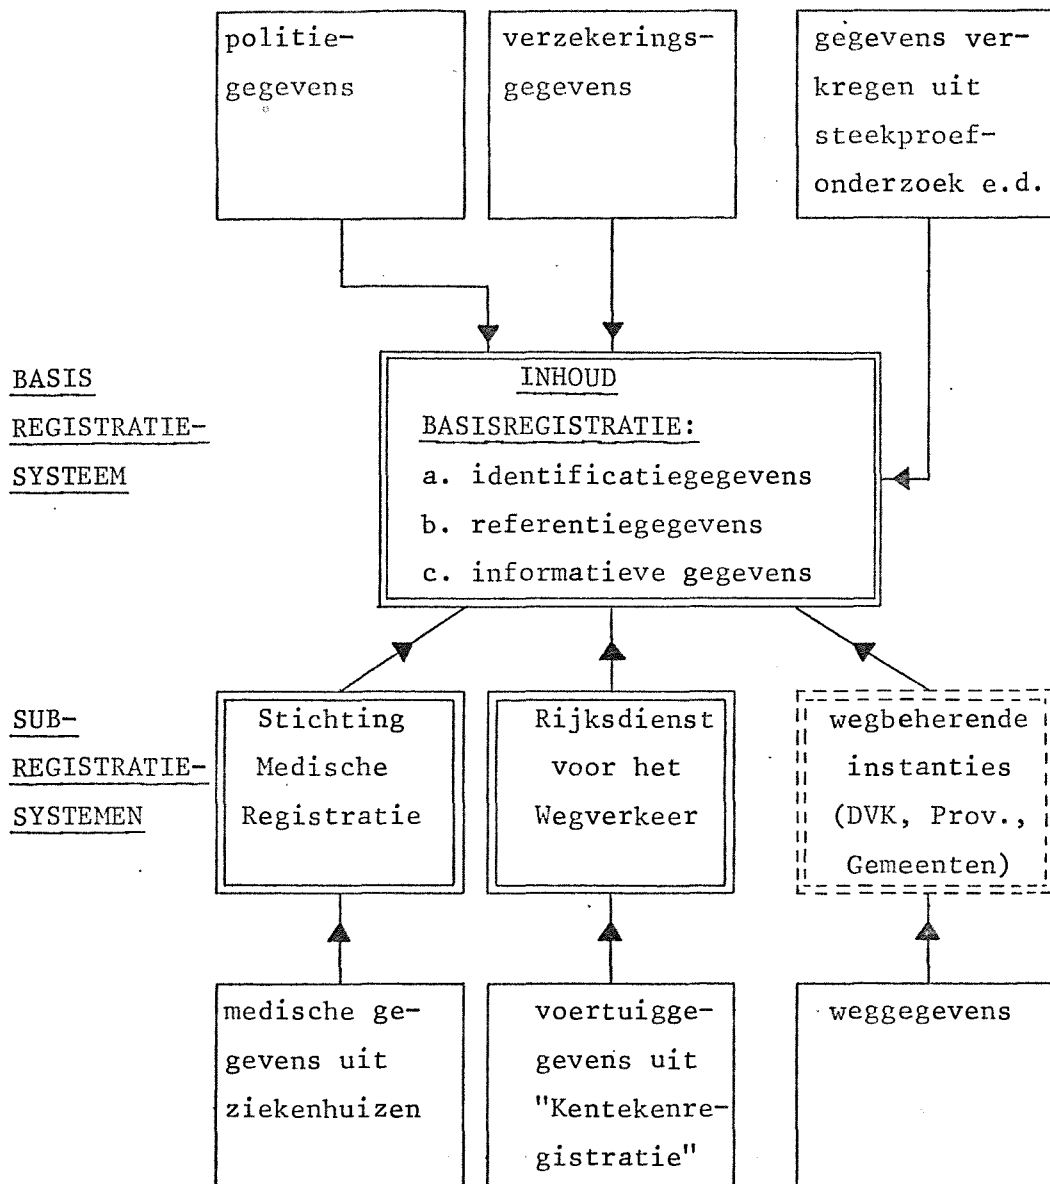 politie-
gegevens
verzekerings-
gegevens
gegevens ver-
kregen uit
steekproef-
onderzoek e.d.
BASIS
REGISTRATIE-
SYSTEEM
INHOUD
BASISREGISTRATIE:
a. identificatiegegevens
b. referentiegegevens
c. informatieve gegevens
SUB-
REGISTRATIE-
SYSTEMEN
Stichting
Medische
Registratie
Rijksdienst
voor het
Wegverkeer
wegbeherende
instanties
(DVK, Prov.,
Gemeenten)
medische ge-
gevens uit
ziekenhuizen
voertuigge-
gevens uit
"Kentekenre-
gistratie"
weggegevens